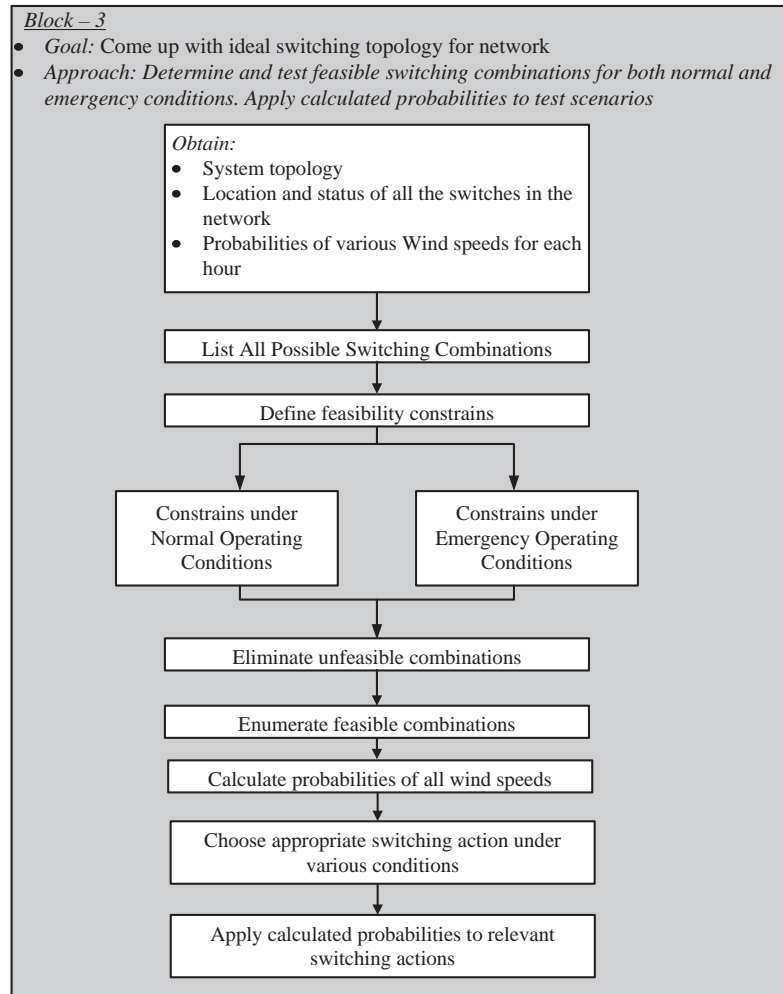 Block – 3
• Goal: Come up with ideal switching topology for network
• Approach: Determine and test feasible switching combinations for both normal and
emergency conditions. Apply calculated probabilities to test scenarios
Obtain:
• System topology
• Location and status of all the switches in the
network
• Probabilities of various Wind speeds for each
hour
List All Possible Switching Combinations
Define feasibility constrains
Constrains under
Normal Operating
Conditions
Constrains under
Emergency Operating
Conditions
Eliminate unfeasible combinations
Enumerate feasible combinations
Calculate probabilities of all wind speeds
Choose appropriate switching action under
various conditions
Apply calculated probabilities to relevant
switching actions